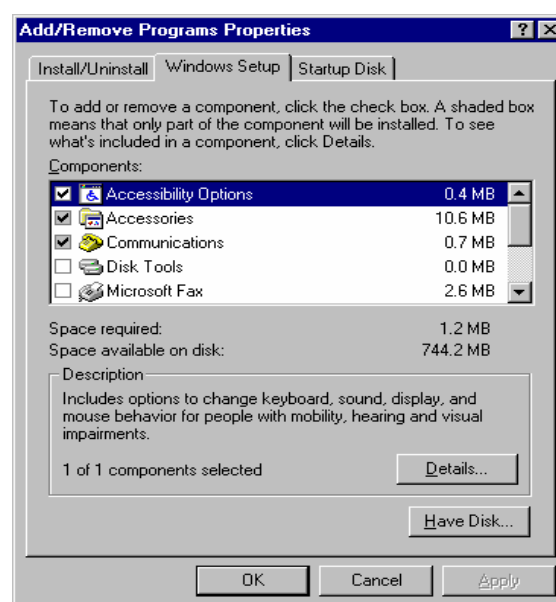 Add/Remove Programs Properties
Install/Uninstall Windows Setup Startup Disk
To add or remove a component, click the check box. A shaded box
means that only part of the component will be installed. To see
what's included in a component, click Details.
Components:
Accessibility Options 0.4 MB
Accessories 10.6 MB
Communications 0.7 MB
Disk Tools 0.0 MB
Microsoft Fax 2.6 MB
Space required: 1.2 MB
Space available on disk: 744.2 MB
Description
Includes options to change keyboard, sound, display, and
mouse behavior for people with mobility, hearing and visual
impairments.
1 of 1 components selected Details...
Have Disk...
OK Cancel Apply